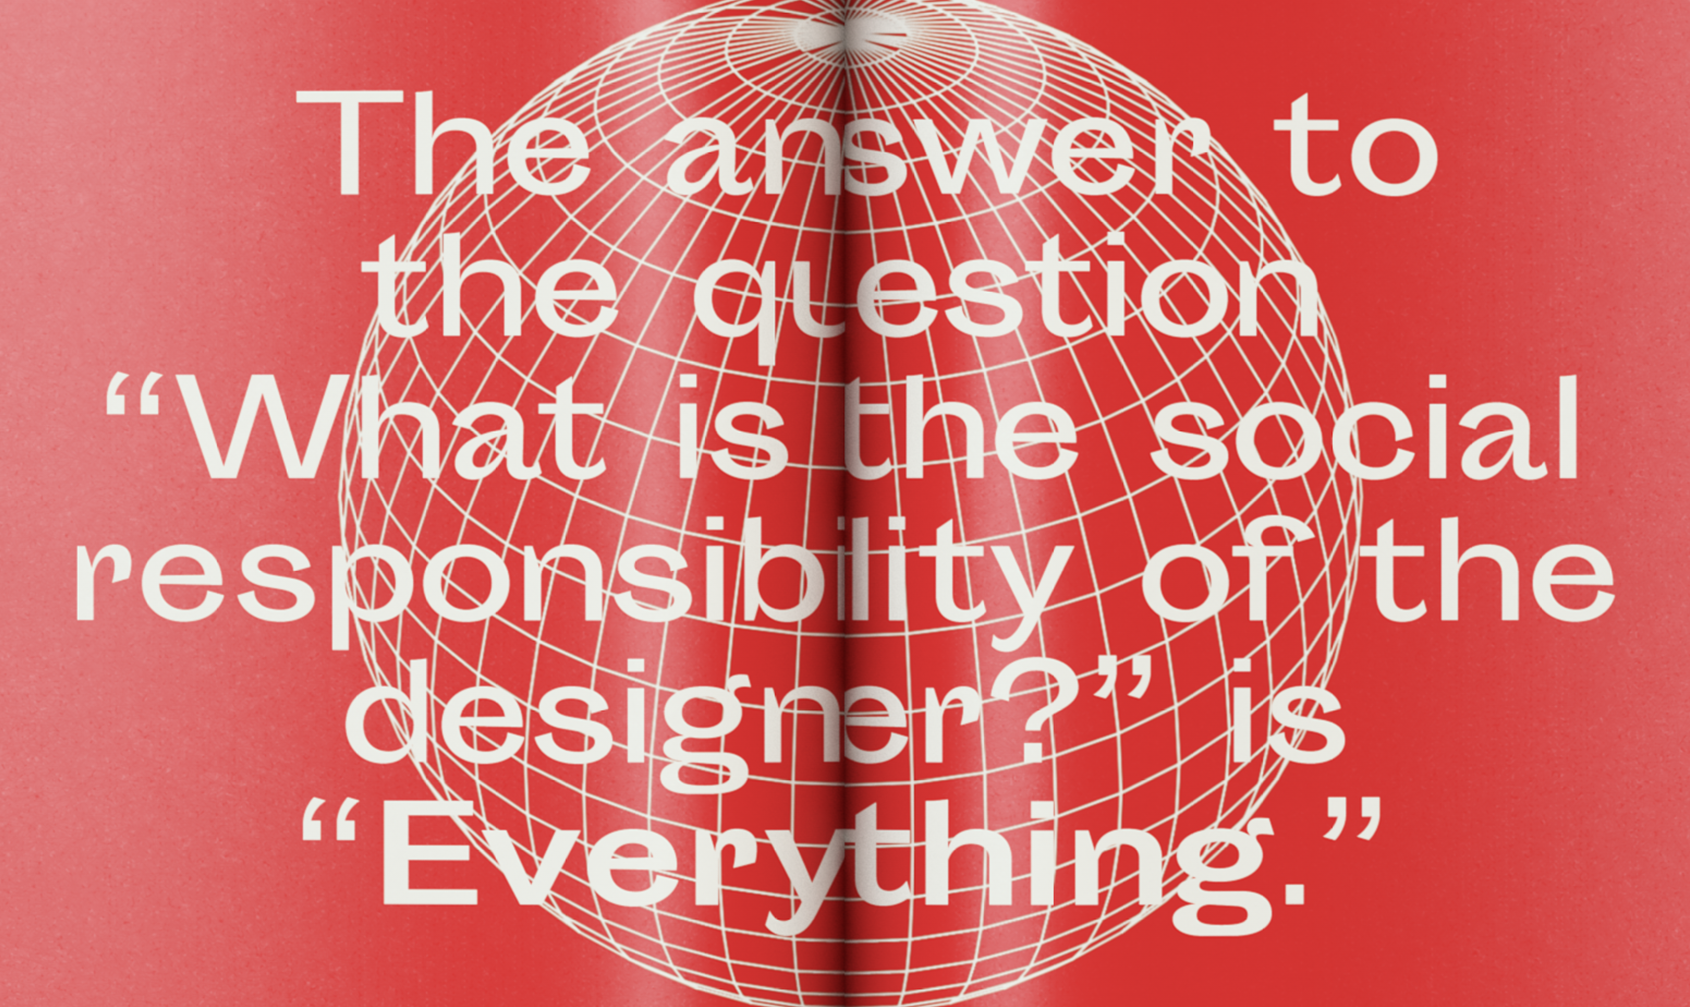 The answer to
the question
“What is the social
responsibility of the
designer?” is
“Everything.”